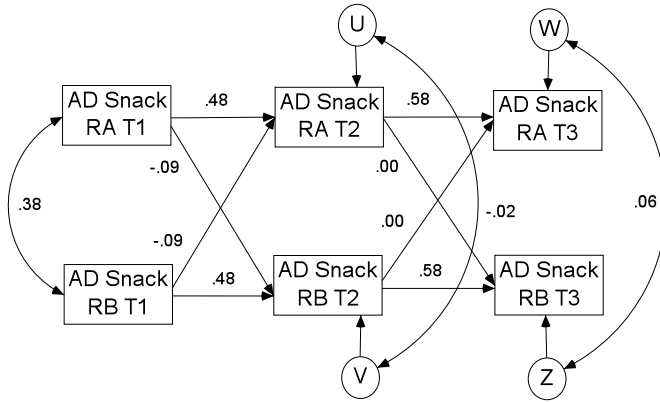 U
W
AD Snack
RA T1
.48
AD Snack
RA T2
.58
AD Snack
RA T3
-.09
.00
.38
.00
-.02
.06
-.09
AD Snack
RB T1
.48
AD Snack
RB T2
.58
AD Snack
RB T3
V
Z